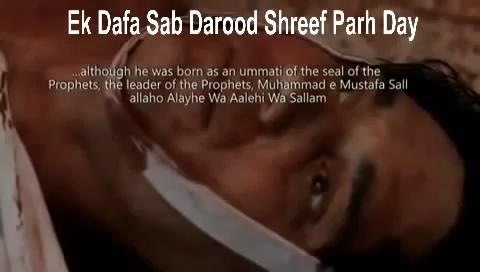 Ek Dafa Sab Darood Shreef Parh Day
...although he was born as an ummati of the seal of the
Prophets, the leader of the Prophets, Muhammad e Mustafa Sall
allaho Alayhe Wa Aalehi Wa Sallam